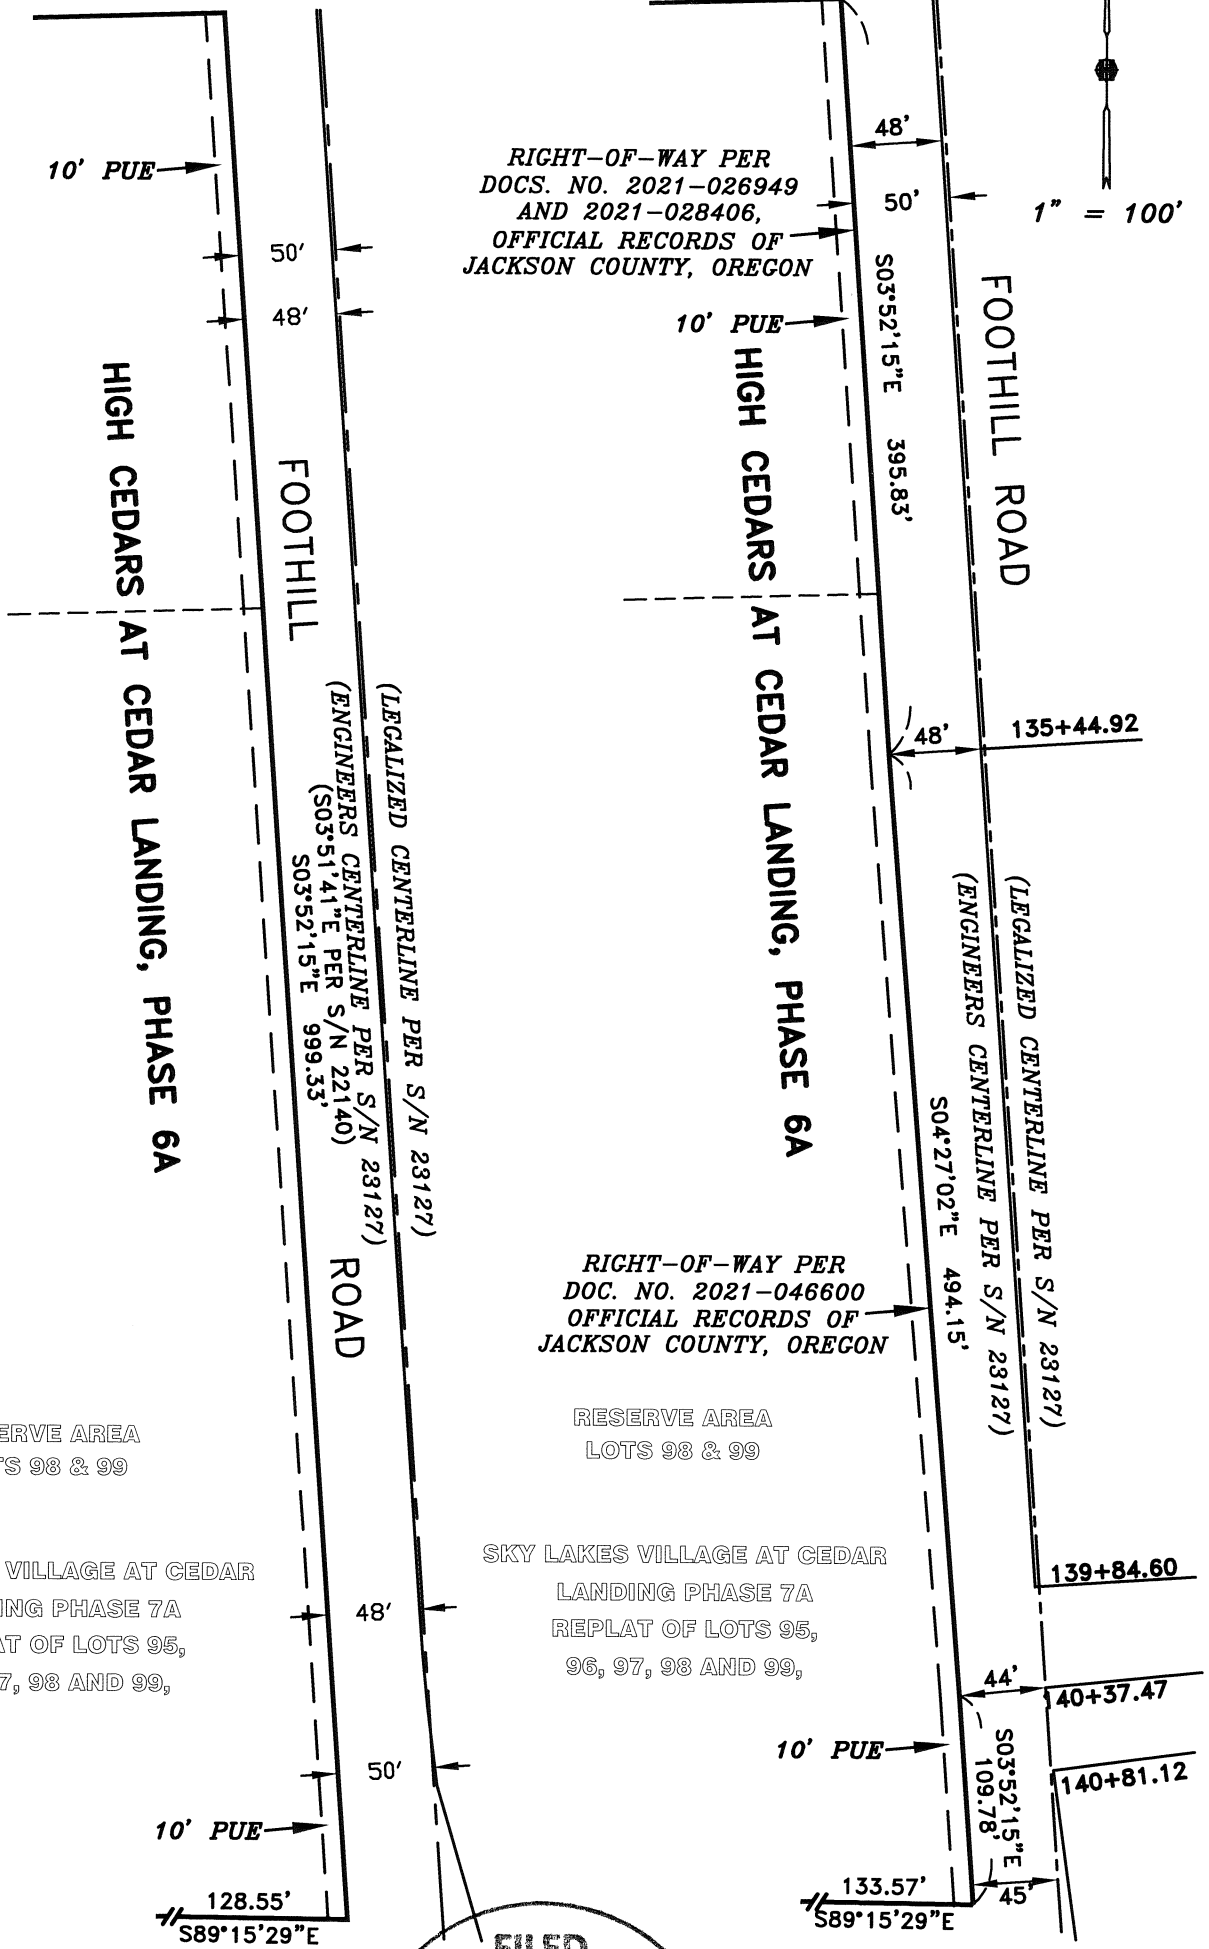 10' PUE
50'
48'
HIGH CEDARS AT CEDAR LANDING, PHASE 6A
FOOTHILL ROAD
(LEGALIZED CENTERLINE PER S/N 23127)
(ENGINEERS CENTERLINE PER S/N 23127)
(S03°51'41"E PER S/N 22140)
S03°52'15"E 999.33'
ERVE AREA
TS 98 & 99
VILLAGE AT CEDAR
ING PHASE 7A
AT OF LOTS 95,
7, 98 AND 99,
48'
50'
10' PUE
128.55'
S89°15'29"E
FILED
RIGHT-OF-WAY PER
DOCS. NO. 2021-026949
AND 2021-028406,
OFFICIAL RECORDS OF
JACKSON COUNTY, OREGON
48'
50'
1" = 100'
10' PUE
S03°52'15"E 395.83'
FOOTHILL ROAD
HIGH CEDARS AT CEDAR LANDING, PHASE 6A
48'
135+44.92
(LEGALIZED CENTERLINE PER S/N 23127)
(ENGINEERS CENTERLINE PER S/N 23127)
S04°27'02"E 494.15'
RIGHT-OF-WAY PER
DOC. NO. 2021-046600
OFFICIAL RECORDS OF
JACKSON COUNTY, OREGON
RESERVE AREA
LOTS 98 & 99
SKY LAKES VILLAGE AT CEDAR
LANDING PHASE 7A
REPLAT OF LOTS 95,
96, 97, 98 AND 99,
139+84.60
44'
140+37.47
10' PUE
S03°52'15"E
109.78'
140+81.12
133.57'
S89°15'29"E
45'